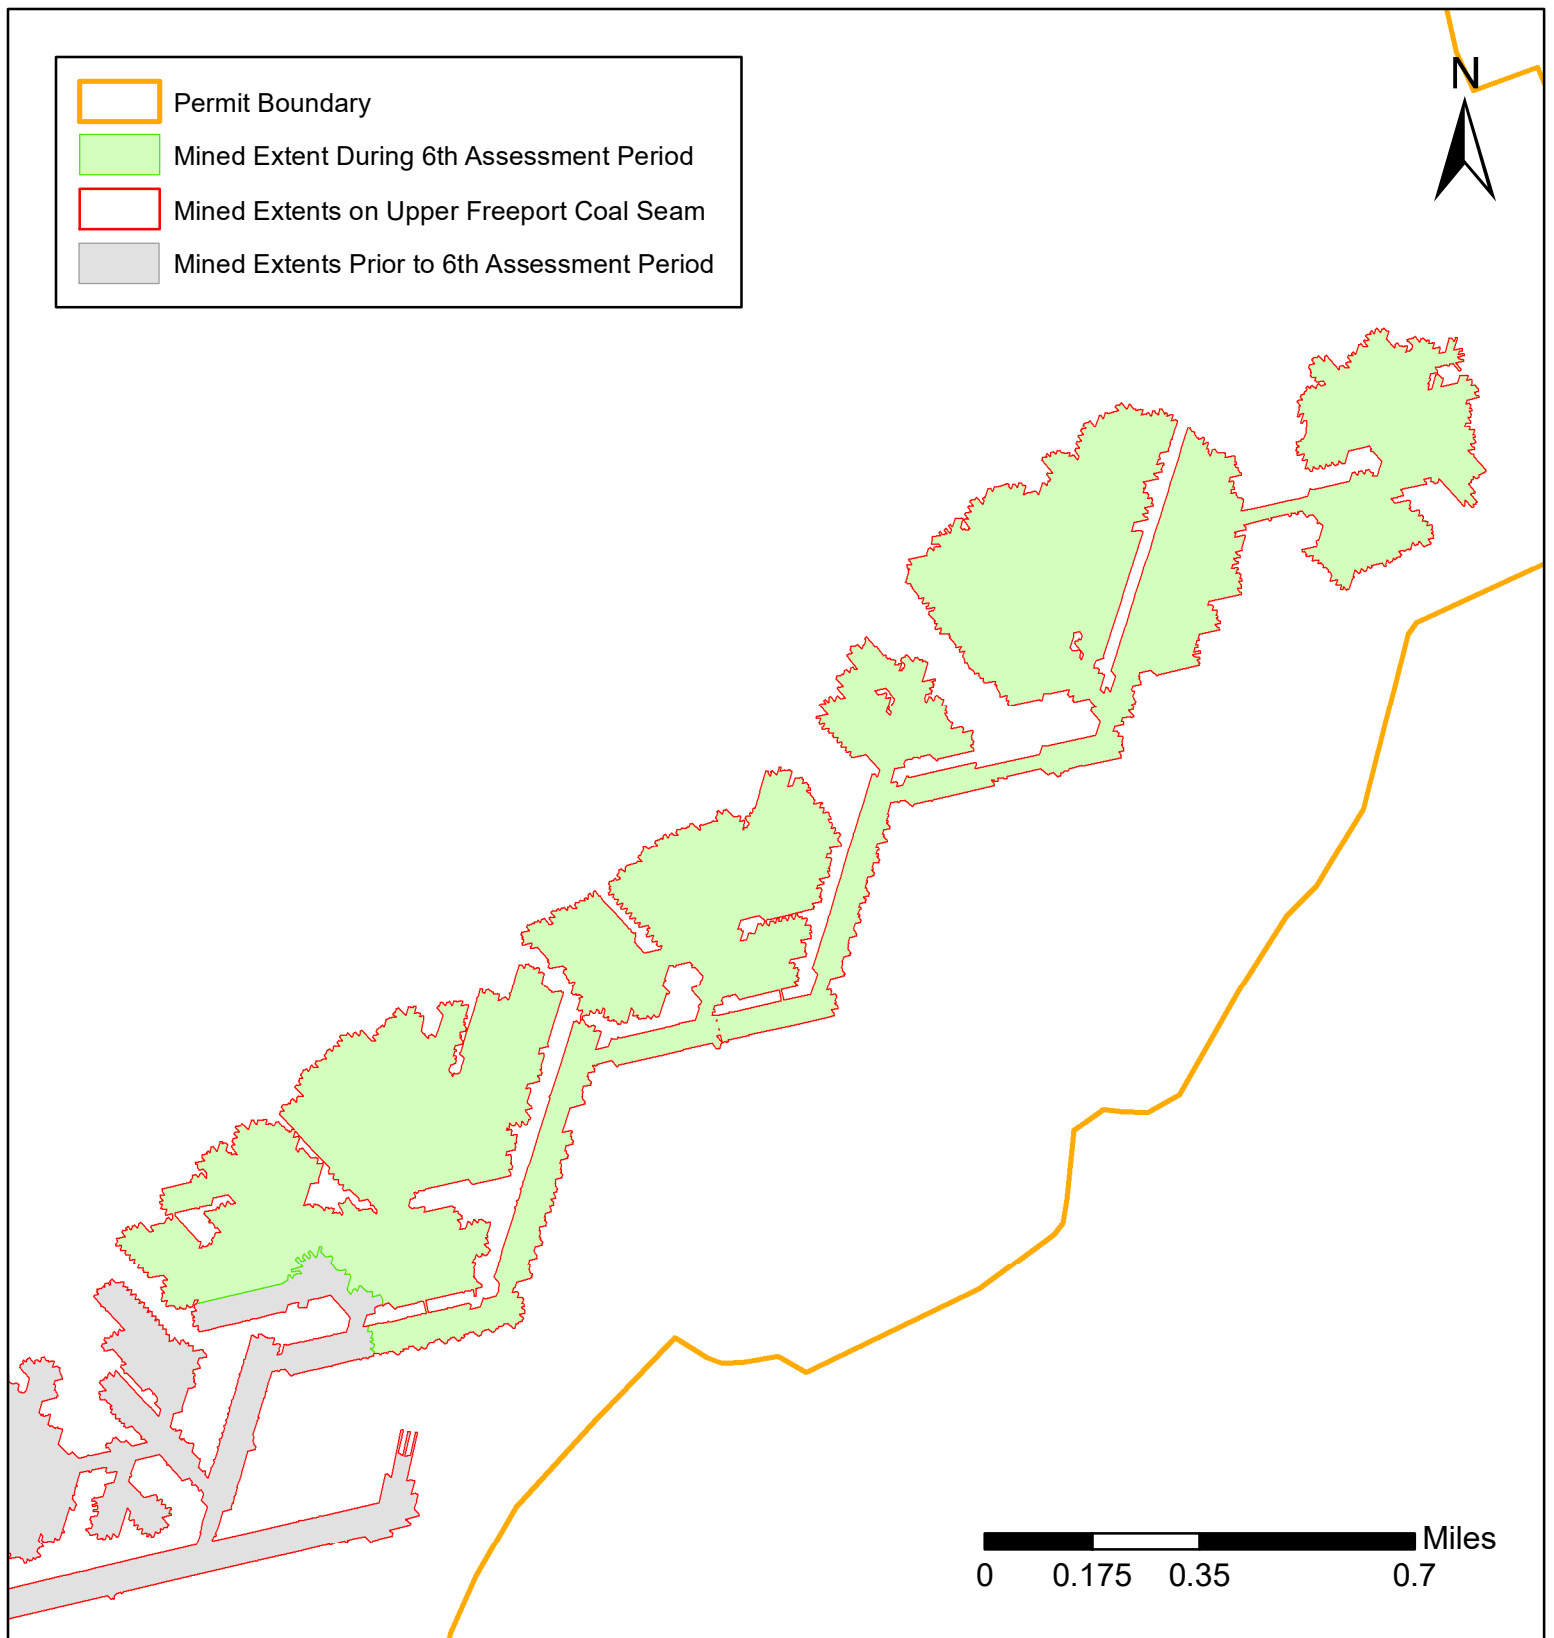 N
Permit Boundary
Mined Extent During 6th Assessment Period
Mined Extents on Upper Freeport Coal Seam
Mined Extents Prior to 6th Assessment Period
Miles
0 0.175 0.35 0.7